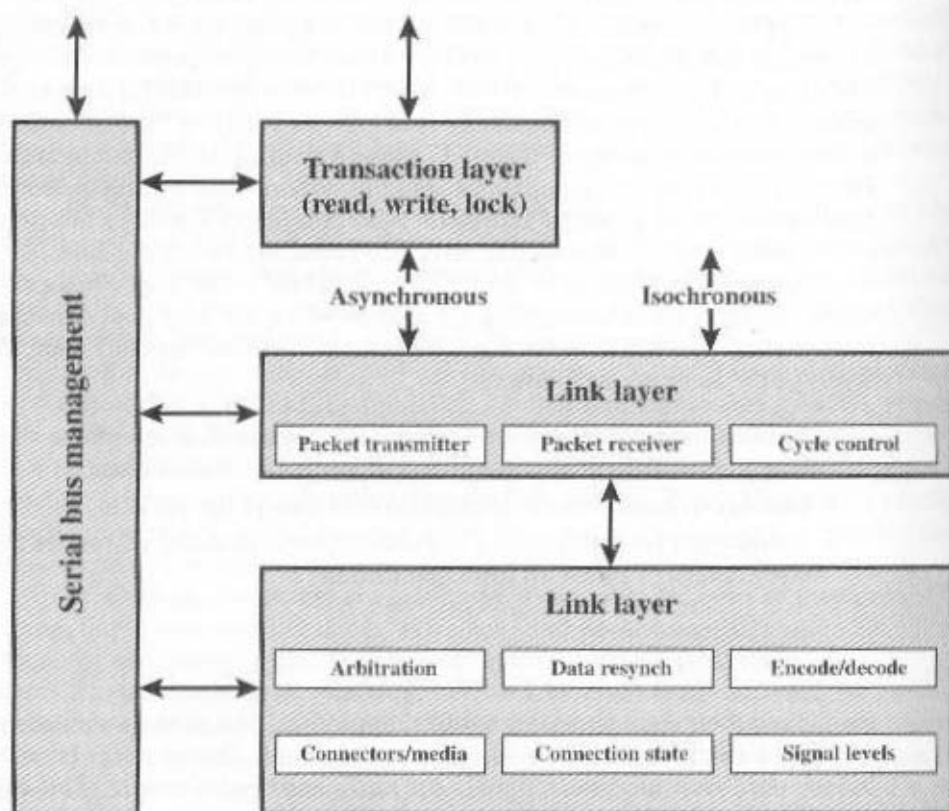 Transaction layer
(read, write, lock)
Asynchronous
Isochronous
Serial bus management
Link layer
Packet transmitter
Packet receiver
Cycle control
Link layer
Arbitration
Data resynch
Encode/decode
Connectors/media
Connection state
Signal levels